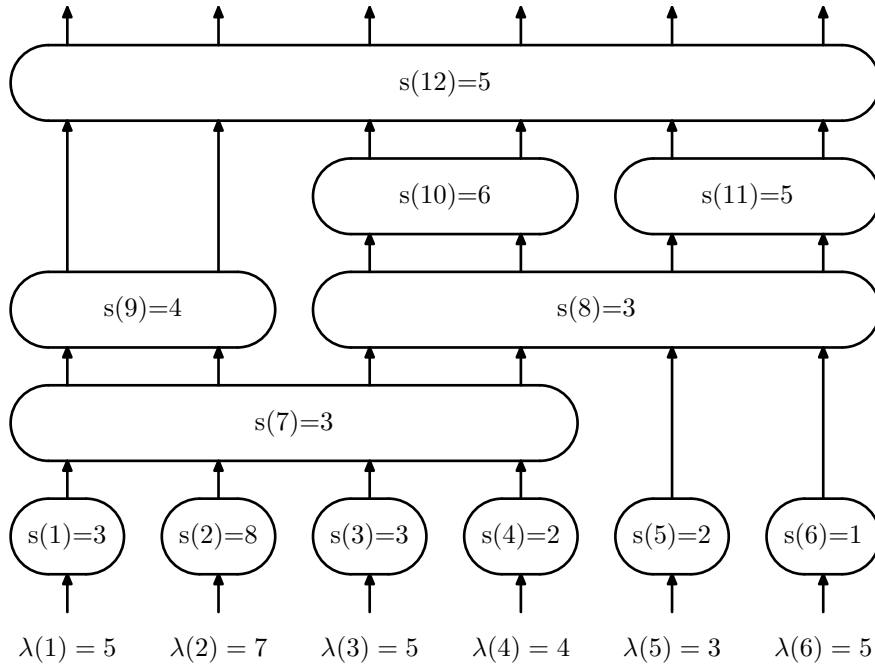 s(12)=5
s(10)=6 s(11)=5
s(9)=4 s(8)=3
s(7)=3
s(1)=3 s(2)=8 s(3)=3 s(4)=2 s(5)=2 s(6)=1
λ(1) = 5 λ(2) = 7 λ(3) = 5 λ(4) = 4 λ(5) = 3 λ(6) = 5